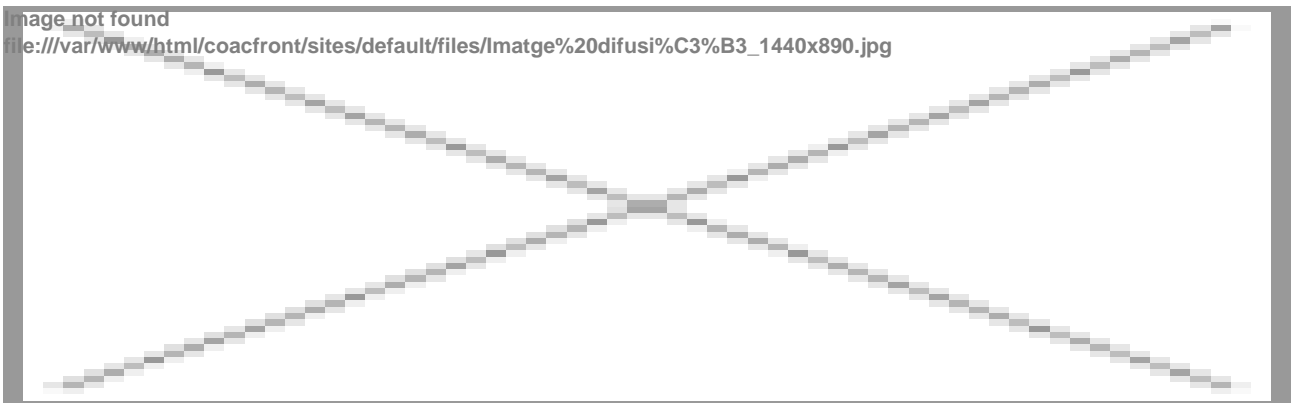 Image not found
file:///var/www/html/coacfront/sites/default/files/Imatge%20difusi%C3%B3_1440x890.jpg